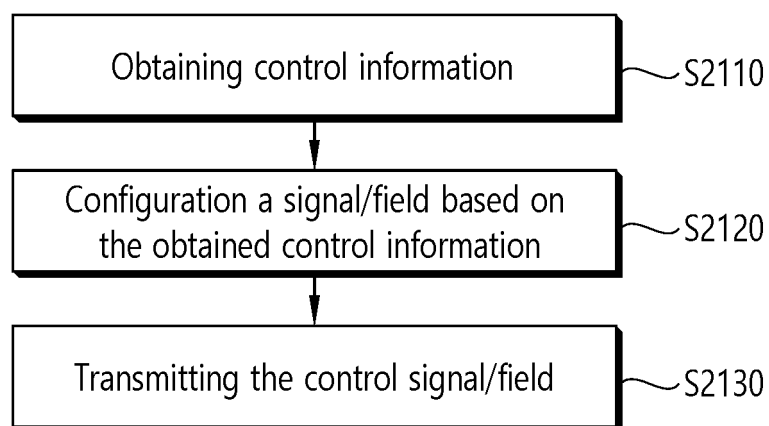 Obtaining control information
S2110
Configuration a signal/field based on
the obtained control information
S2120
Transmitting the control signal/field
S2130